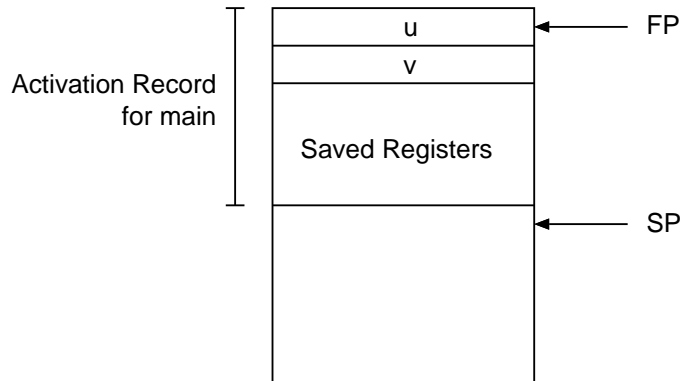 u
FP
v
Activation Record
for main
Saved Registers
SP